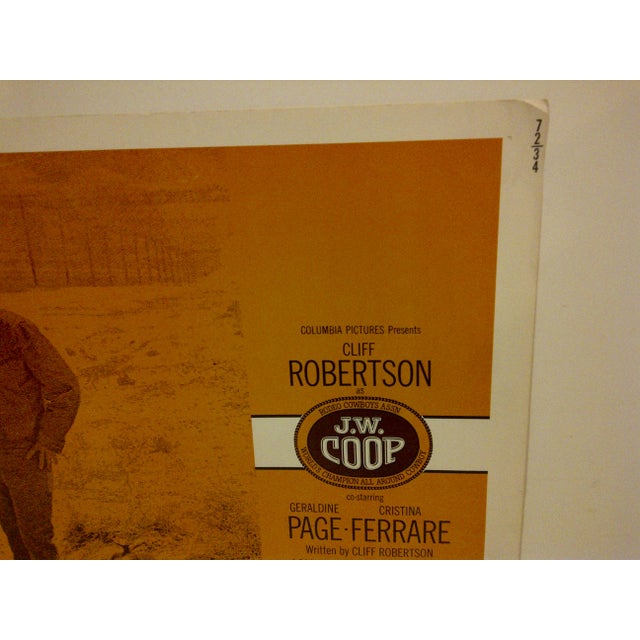 7
2
3
4
COLUMBIA PICTURES Presents
CLIFF
ROBERTSON
as
RODEO COWBOYS ASSN.
J.W.
COOP
WORLD'S CHAMPION ALL AROUND COWBOY
co-starring
GERALDINE CRISTINA
PAGE-FERRARE
Written by CLIFF ROBERTSON